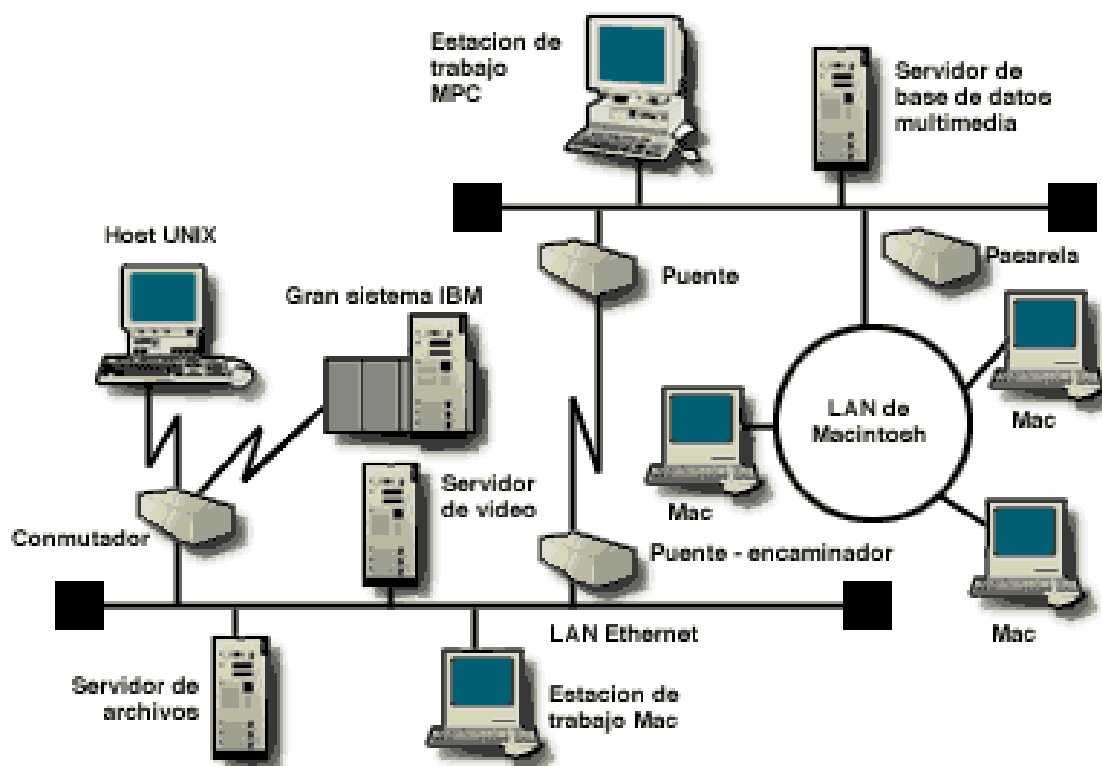 Estacion de
trabajo
MPC
Servidor de
base de datos
multimedia
Host UNIX
Gran sistema IBM
Puente
Pasarela
LAN de
Macintosh
Mac
Mac
Mac
Servidor
de video
Conmutador
Puente - encaminador
LAN Ethernet
Servidor de
archivos
Estacion de
trabajo Mac